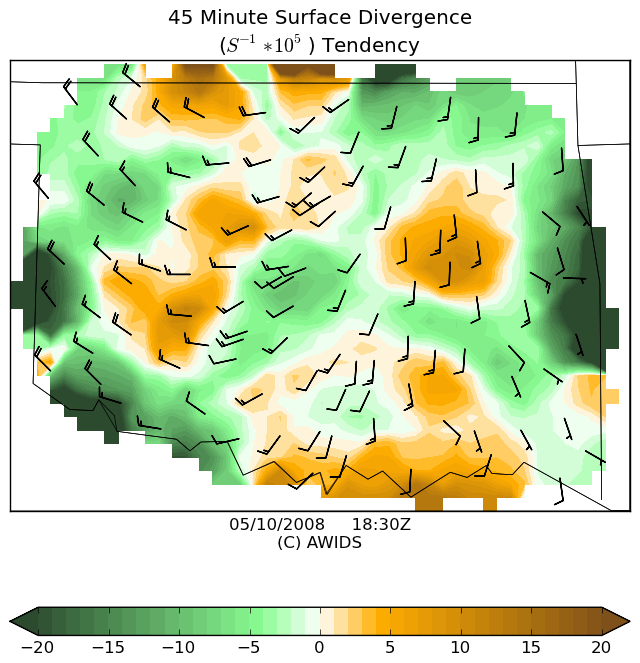 45 Minute Surface Divergence
(S⁻¹ *10⁵ ) Tendency
05/10/2008 18:30Z
(C) AWIDS
−20 −15 −10 −5 0 5 10 15 20